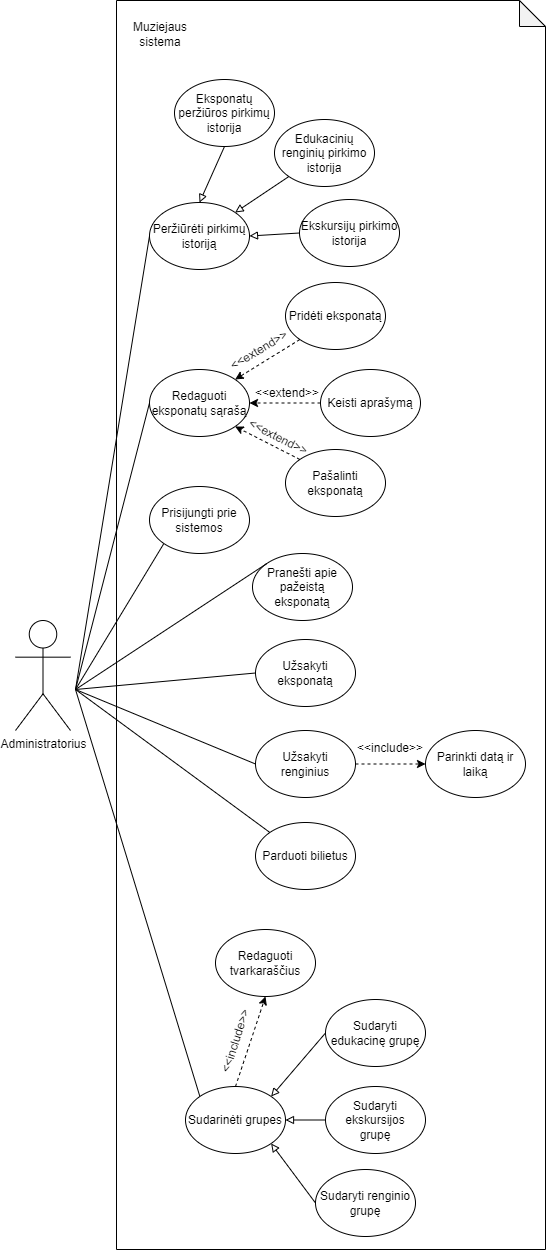 Muziejaus
sistema
Eksponatų
peržiūros pirkimų
istorija
Edukacinių
renginių pirkimo
istorija
Peržiūrėti pirkimų
istoriją
Ekskursijų pirkimo
istorija
Pridėti eksponatą
<<extend>>
Redaguoti
eksponatų sąraša
<<extend>>
Keisti aprašymą
<<extend>>
Pašalinti
eksponatą
Prisijungti prie
sistemos
Pranešti apie
pažeistą
eksponatą
Užsakyti
eksponatą
Administratorius
Užsakyti
renginius
<<include>>
Parinkti datą ir
laiką
Parduoti bilietus
Redaguoti
tvarkaraščius
<<include>>
Sudaryti
edukacinę grupę
Sudarinėti grupes
Sudaryti
ekskursijos
grupę
Sudaryti renginio
grupę